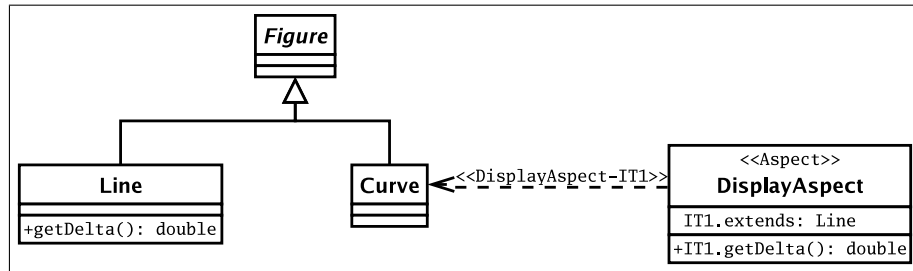 Figure
Line
+getDelta(): double
Curve
<<DisplayAspect-IT1>>
<<Aspect>>
DisplayAspect
IT1.extends: Line
+IT1.getDelta(): double